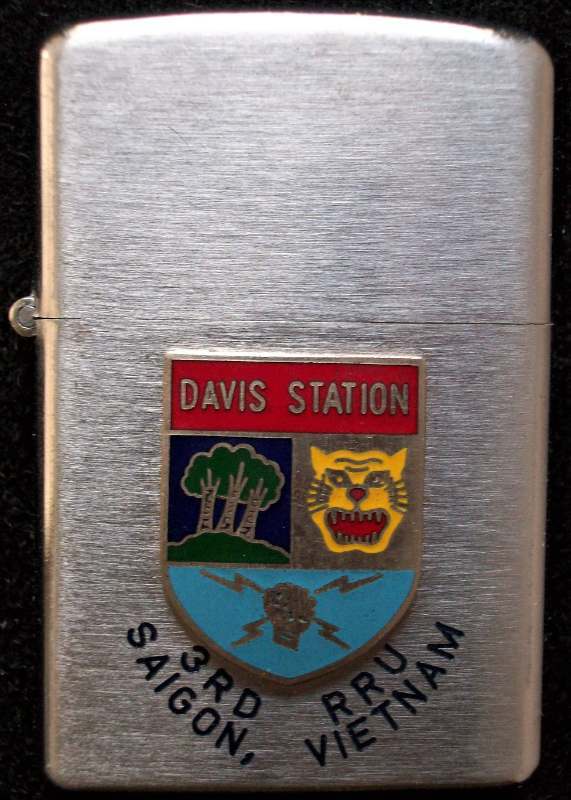 DAVIS STATION
3RD RRU
SAIGON, VIETNAM